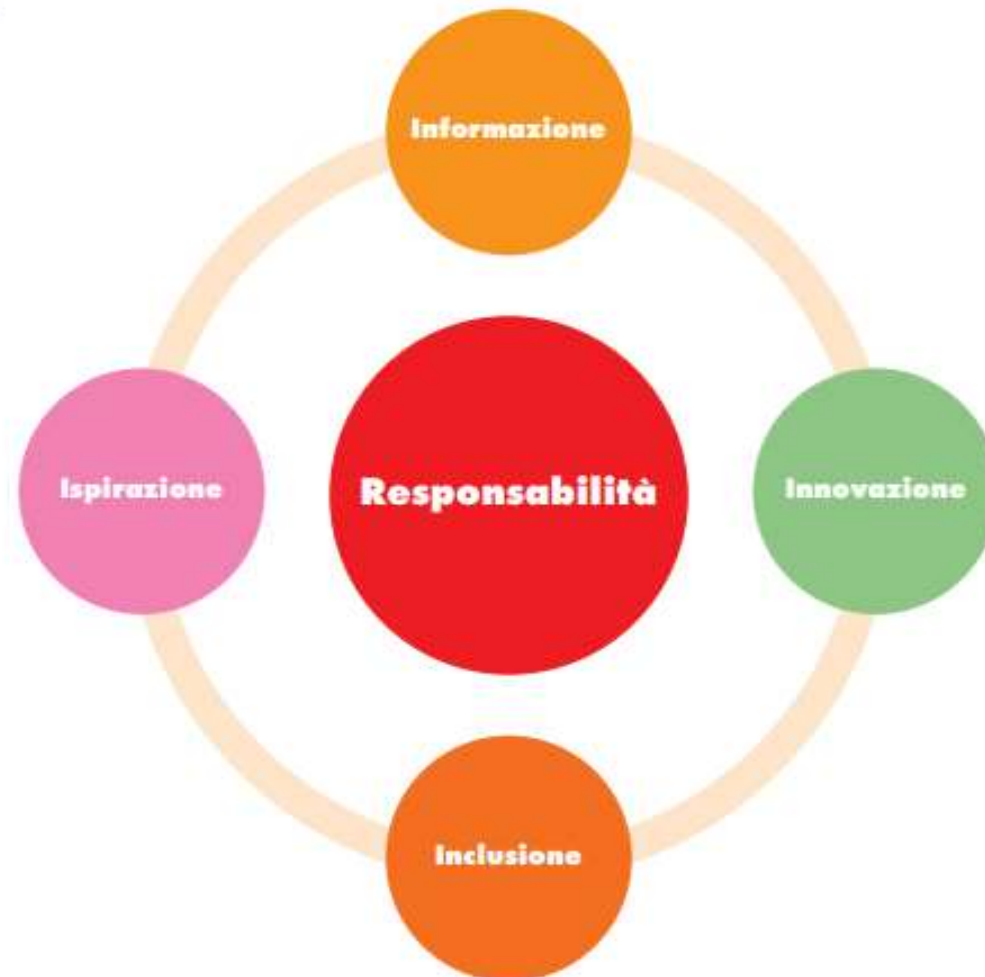 Informazione
Ispirazione
Responsabilità
Innovazione
Inclusione